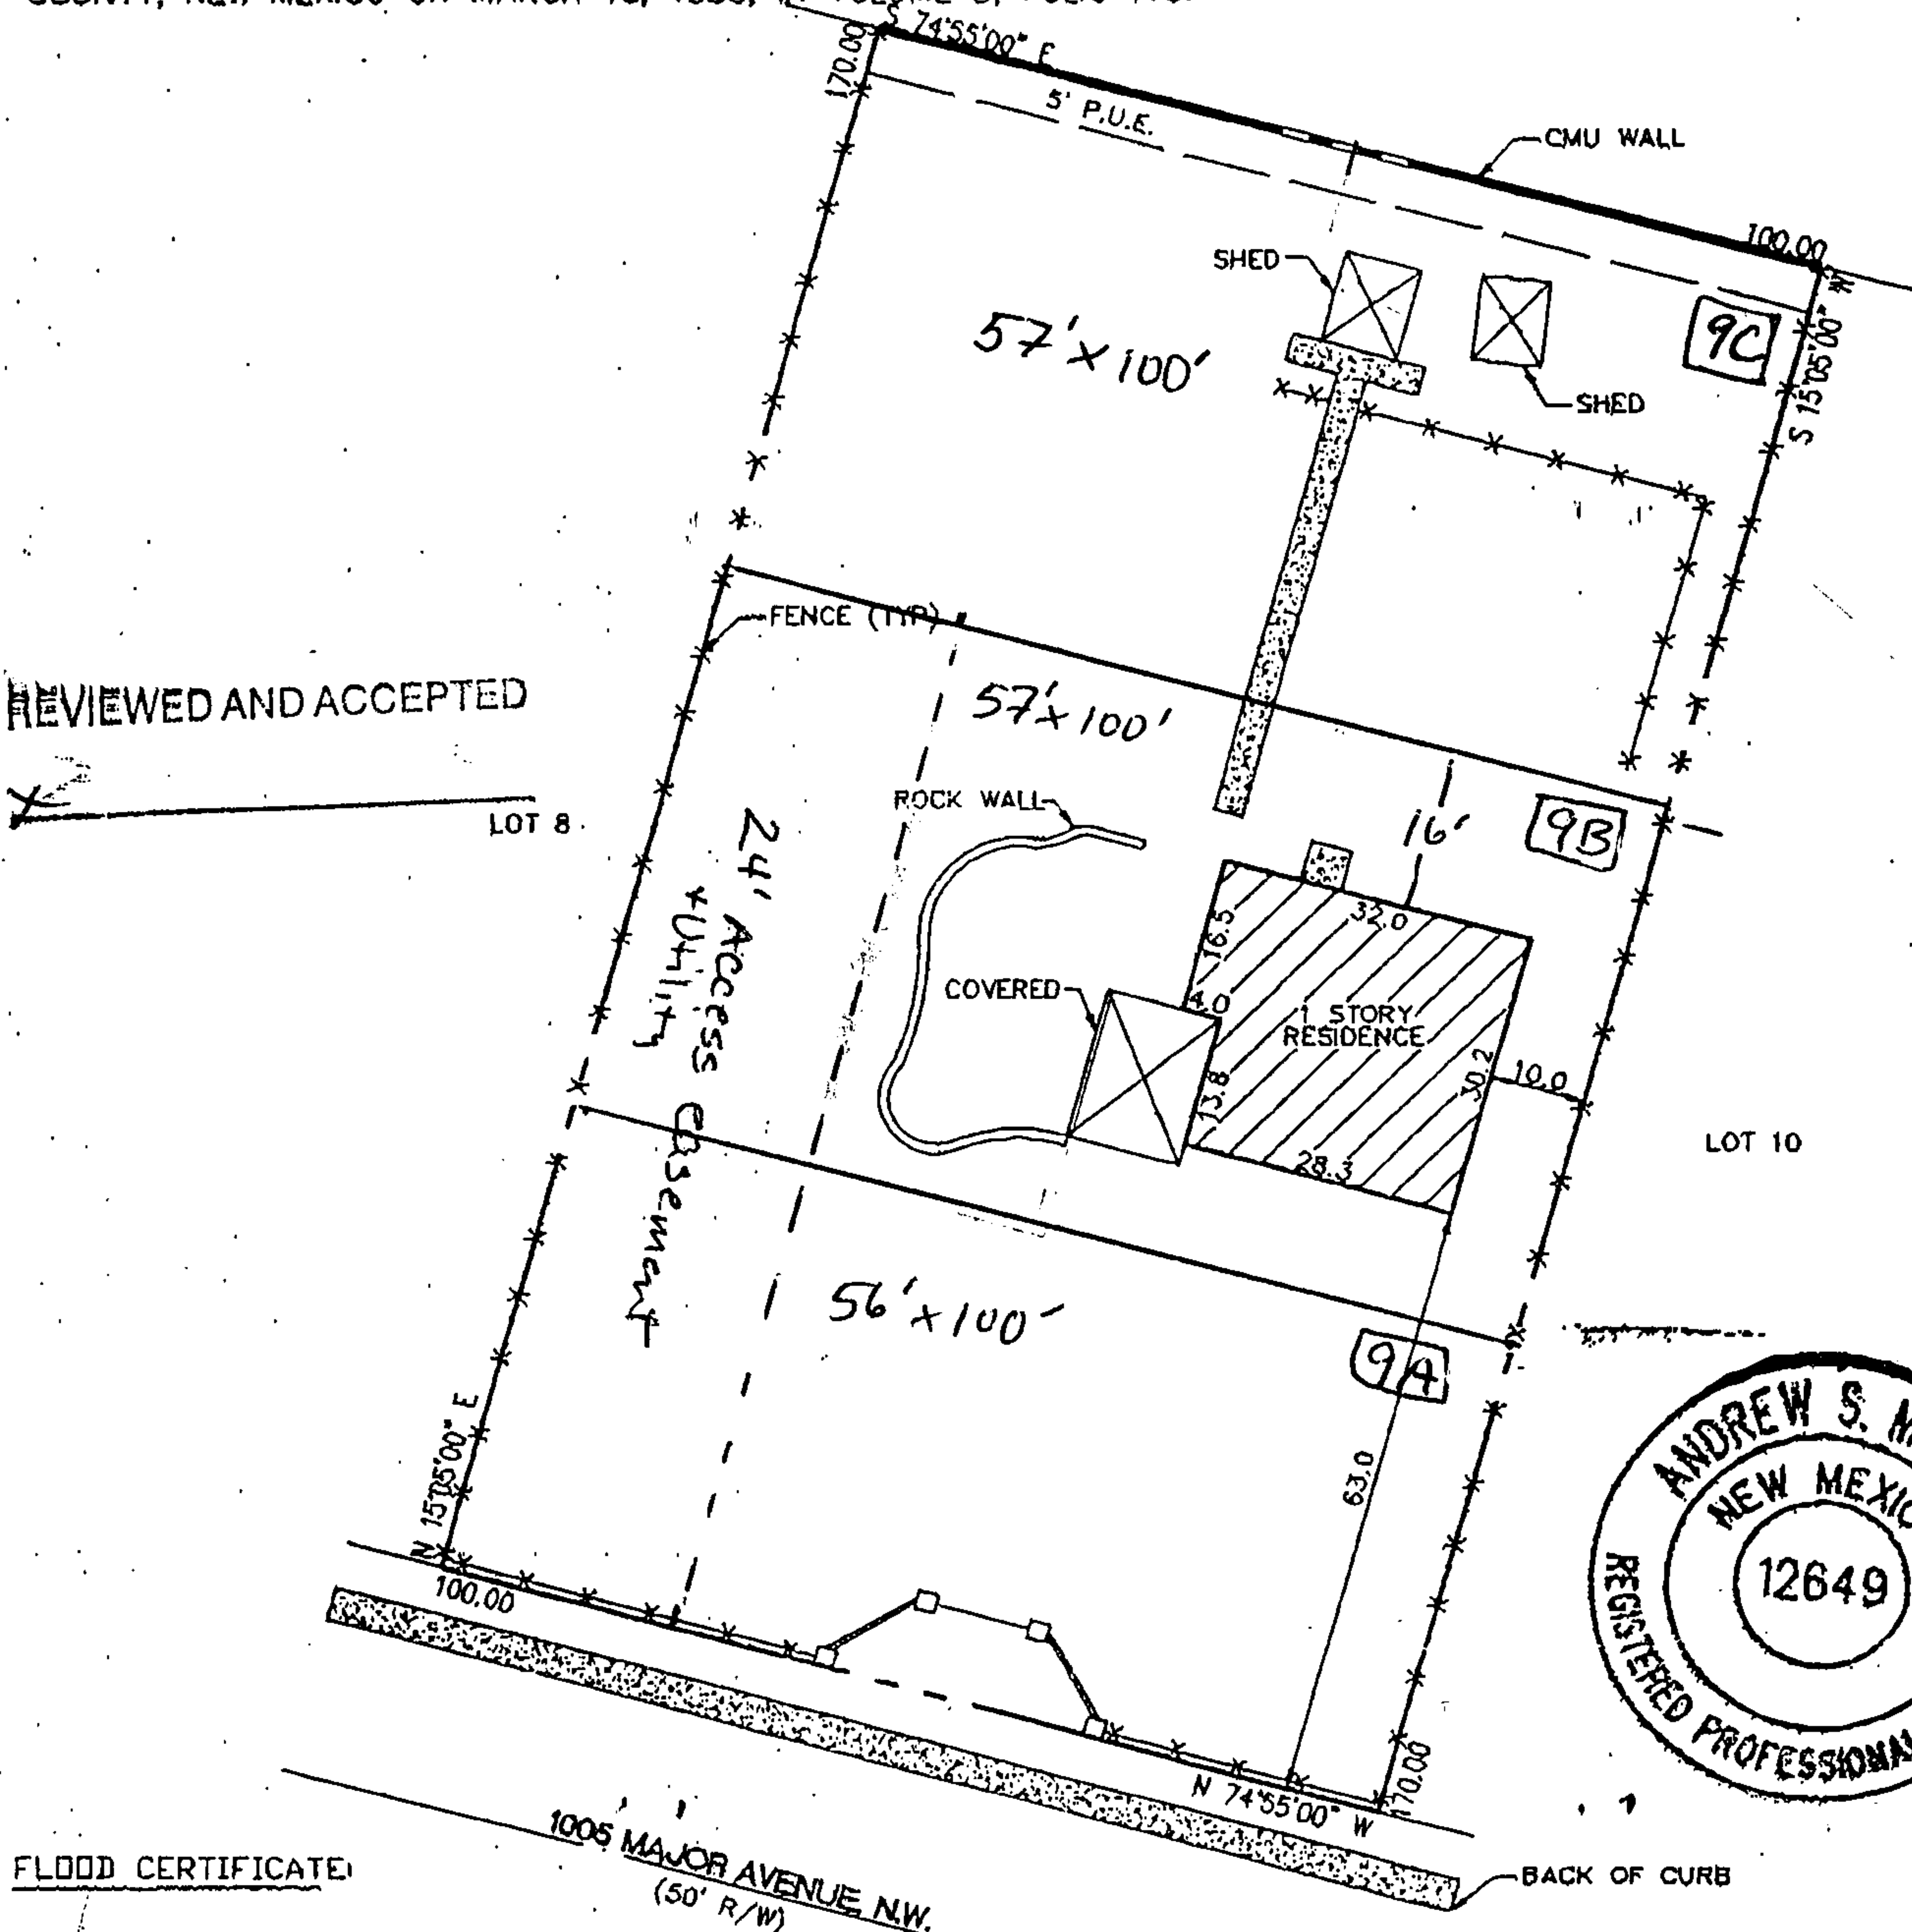 S 74°55'00" E
170.00
5' P.U.E.
CMU WALL
100.00
SHED
SHED
9C
S 15°05'00" W
57' x 100'
FENCE (TYP)
REVIEWED AND ACCEPTED
LOT 8
57' x 100'
ROCK WALL
16'
9B
24' Access Easement
+Utility
32.0
16.5
COVERED
4.0
1 STORY
RESIDENCE
13.8
30.2
10.0
28.3
LOT 10
56' x 100'
9A
N 15°05'00" E
63.0
100.00
N 74°55'00" W
170.00
ANDREW S.
NEW MEXICO
12649
REGISTERED PROFESSIONAL
1005 MAJOR AVENUE N.W.
(50' R/W)
BACK OF CURB
FLOOD CERTIFICATE: